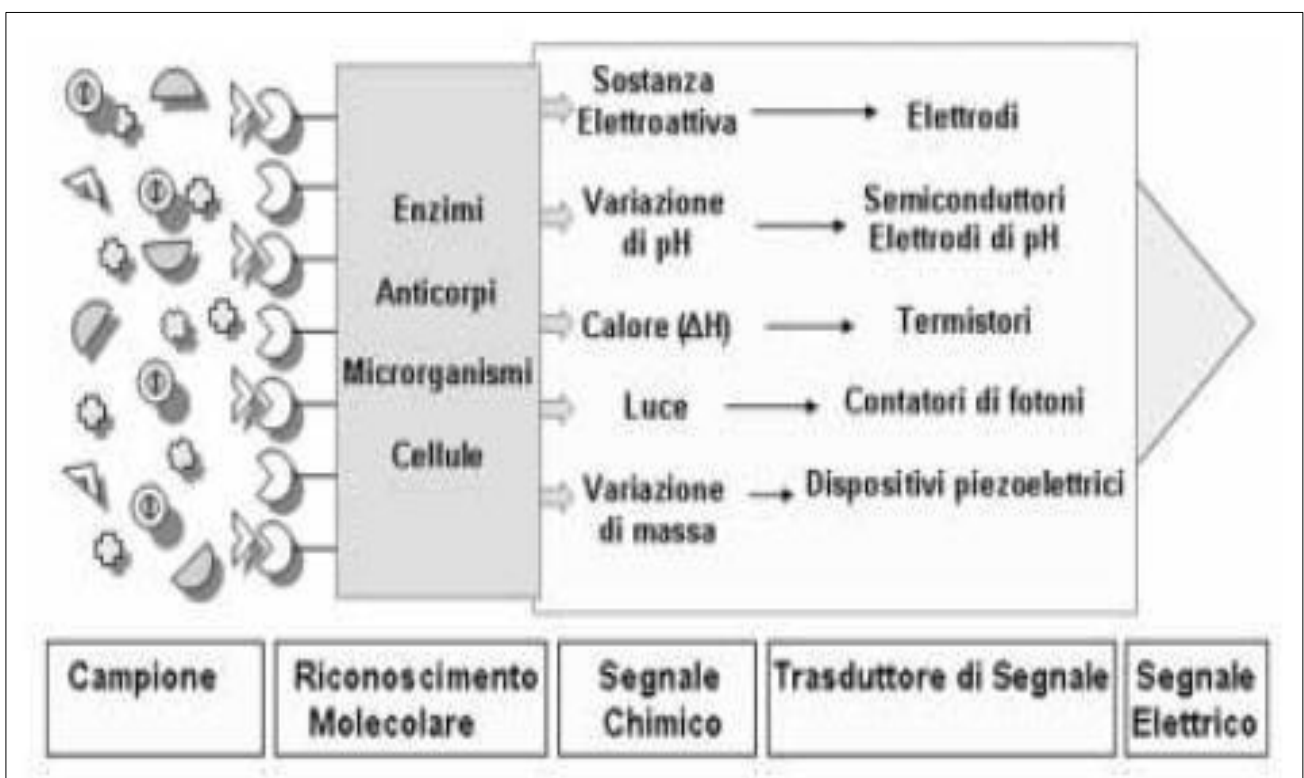 Sostanza
Elettroattiva
Elettrodi
Enzimi
Anticorpi
Microrganismi
Cellule
Variazione
di pH
Semiconduttori
Elettrodi di pH
Calore (ΔH)
Termistori
Luce
Contatori di fotoni
Variazione
di massa
Dispositivi piezoelettrici
Campione
Riconoscimento
Molecolare
Segnale
Chimico
Trasduttore di Segnale
Segnale
Elettrico